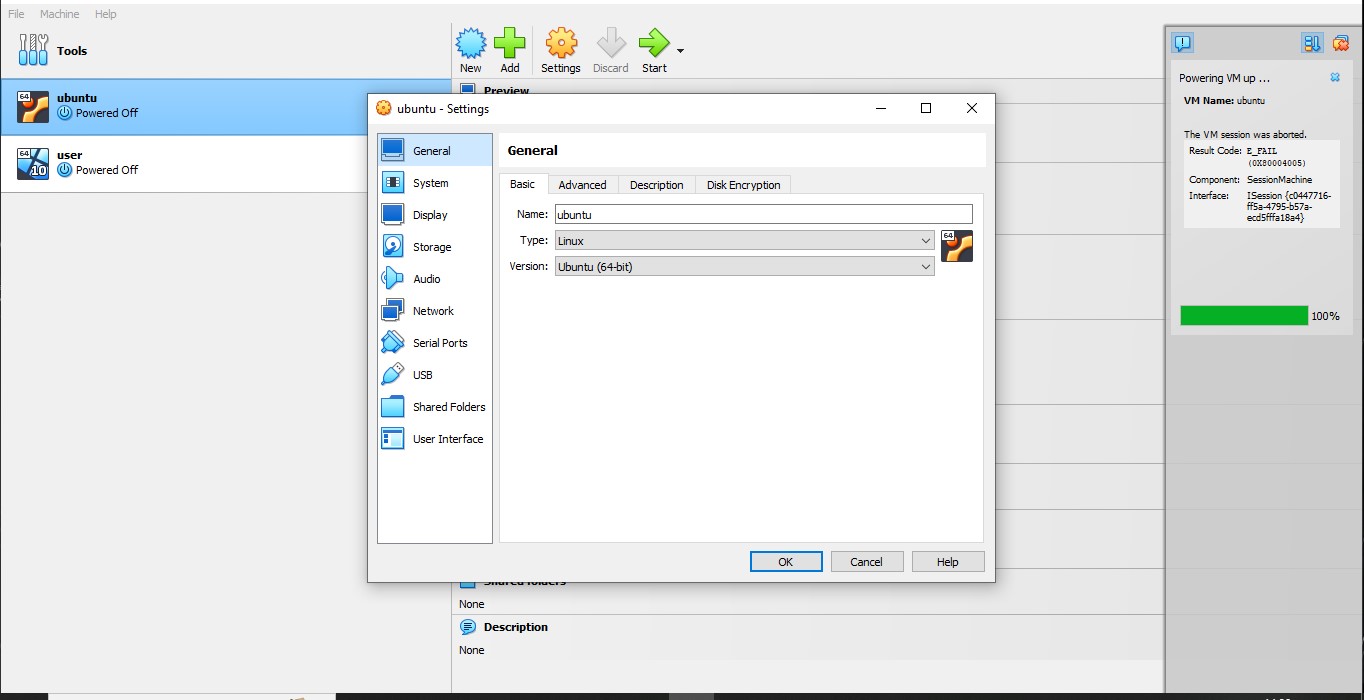 File Machine Help
Tools
New Add Settings Discard Start
64
ubuntu
Powered Off
64
10
user
Powered Off
Preview
ubuntu - Settings
General
System
Display
Storage
Audio
Network
Serial Ports
USB
Shared Folders
User Interface
General
Basic Advanced Description Disk Encryption
Name: ubuntu
Type: Linux
64
Version: Ubuntu (64-bit)
OK Cancel Help
Shared folders
None
Description
None
Powering VM up ...
VM Name: ubuntu
The VM session was aborted.
Result Code: E_FAIL
(0X80004005)
Component: SessionMachine
Interface: ISession {c0447716-
ff5a-4795-b57a-
ecd5fffa18a4}
100%